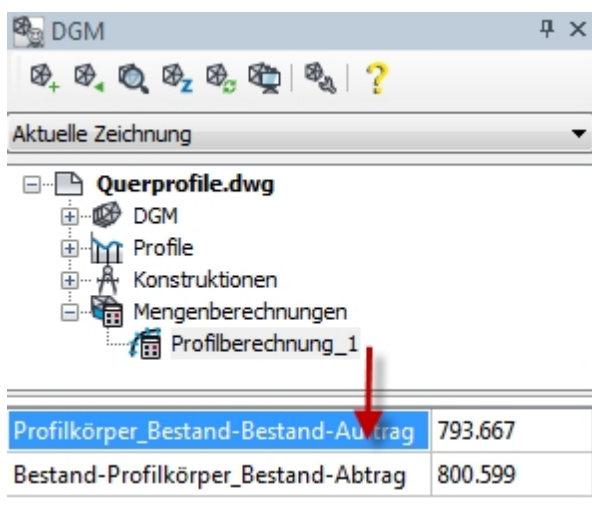 DGM
Aktuelle Zeichnung
Querprofile.dwg
DGM
Profile
Konstruktionen
Mengenberechnungen
Profilberechnung_1
Profilkörper_Bestand-Bestand-Auftrag 793.667
Bestand-Profilkörper_Bestand-Abtrag 800.599